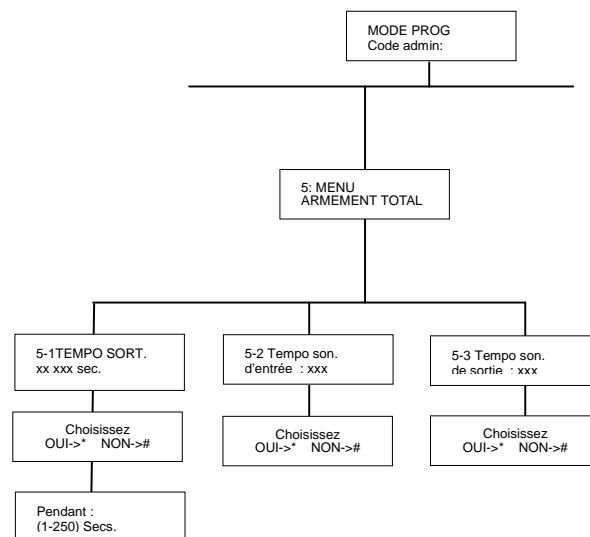 MODE PROG
Code admin:
5: MENU
ARMEMENT TOTAL
5-1TEMPO SORT.
xx xxx sec.
5-2 Tempo son.
d'entrée : xxx
5-3 Tempo son.
de sortie : xxx
Choisissez
OUI->* NON->#
Choisissez
OUI->* NON->#
Choisissez
OUI->* NON->#
Pendant :
(1-250) Secs.